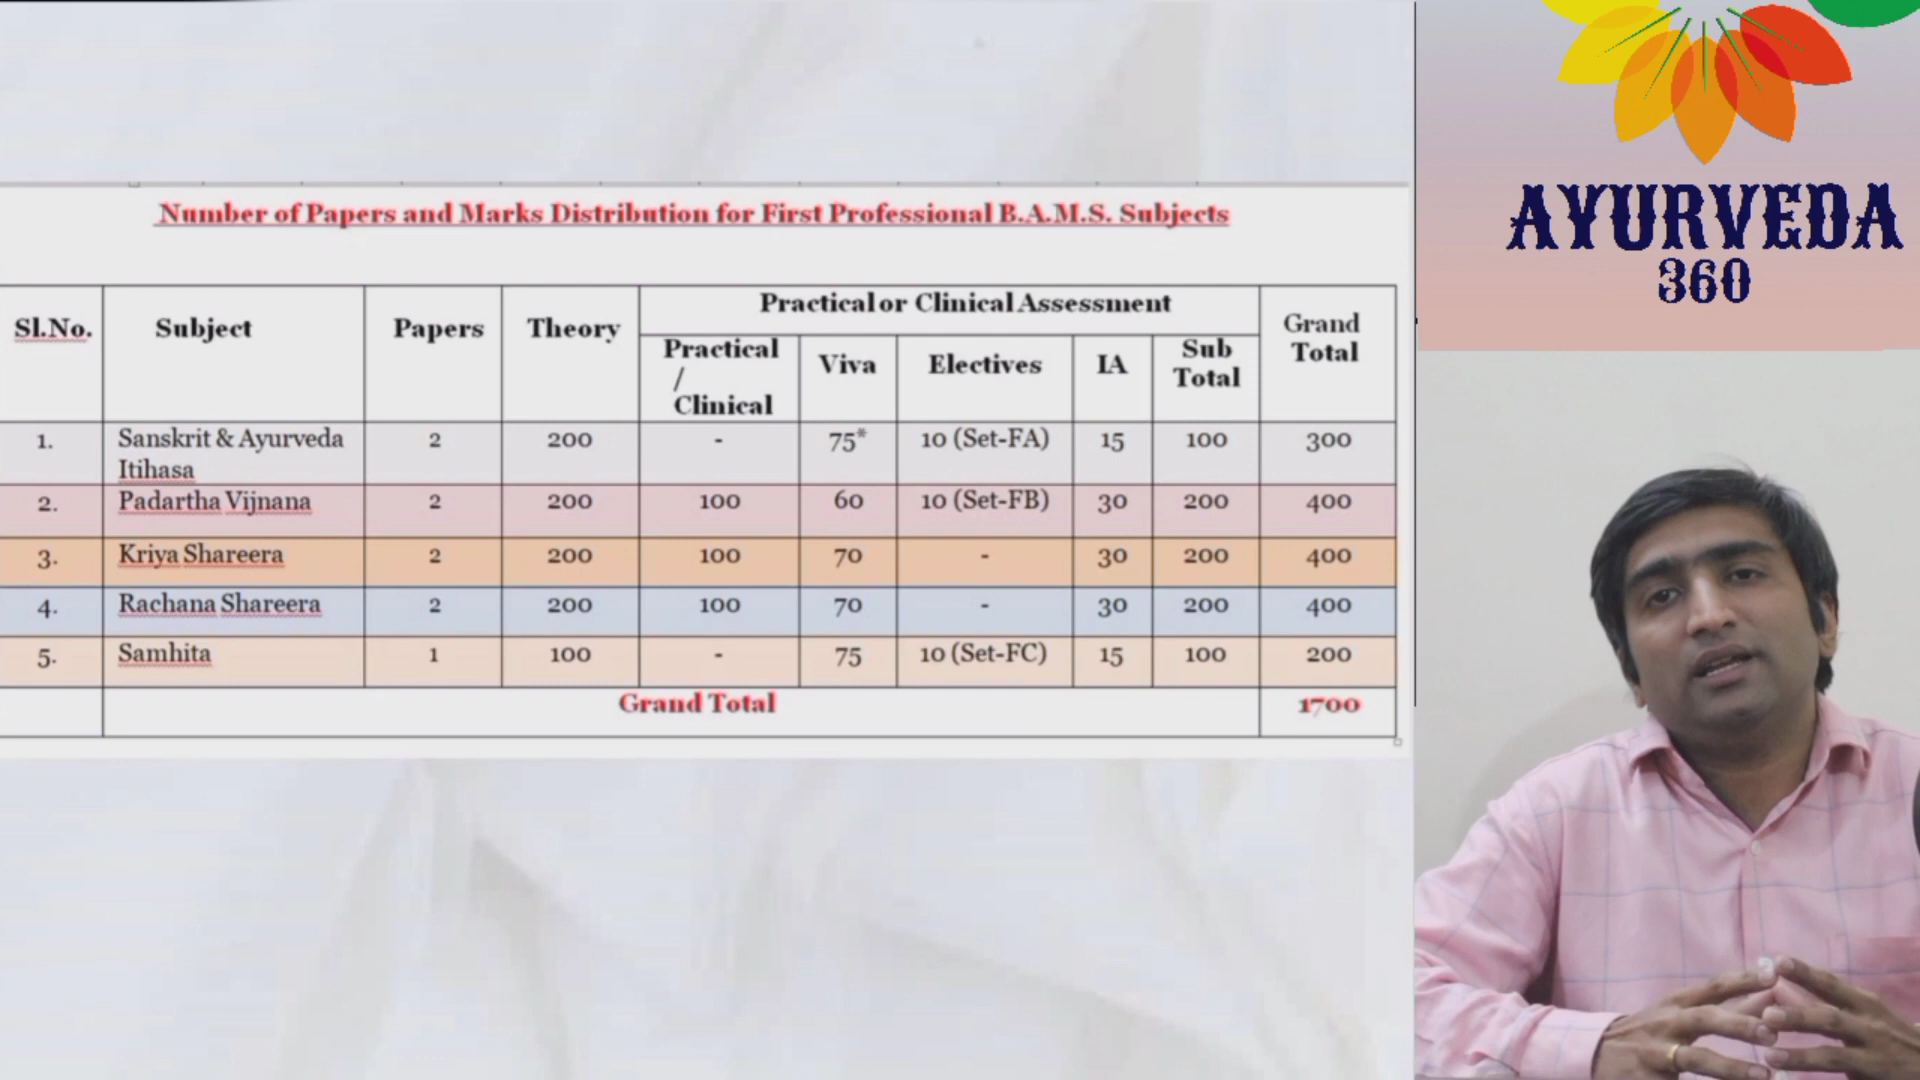 Number of Papers and Marks Distribution for First Professional B.A.M.S. Subjects
Sl.No. Subject Papers Theory Practical or Clinical Assessment Grand Total
Practical / Clinical Viva Electives IA Sub Total
1. Sanskrit & Ayurveda Itihasa 2 200 - 75* 10 (Set-FA) 15 100 300
2. Padartha Vijnana 2 200 100 60 10 (Set-FB) 30 200 400
3. Kriya Shareera 2 200 100 70 - 30 200 400
4. Rachana Shareera 2 200 100 70 - 30 200 400
5. Samhita 1 100 - 75 10 (Set-FC) 15 100 200
Grand Total 1700
AYURVEDA
360